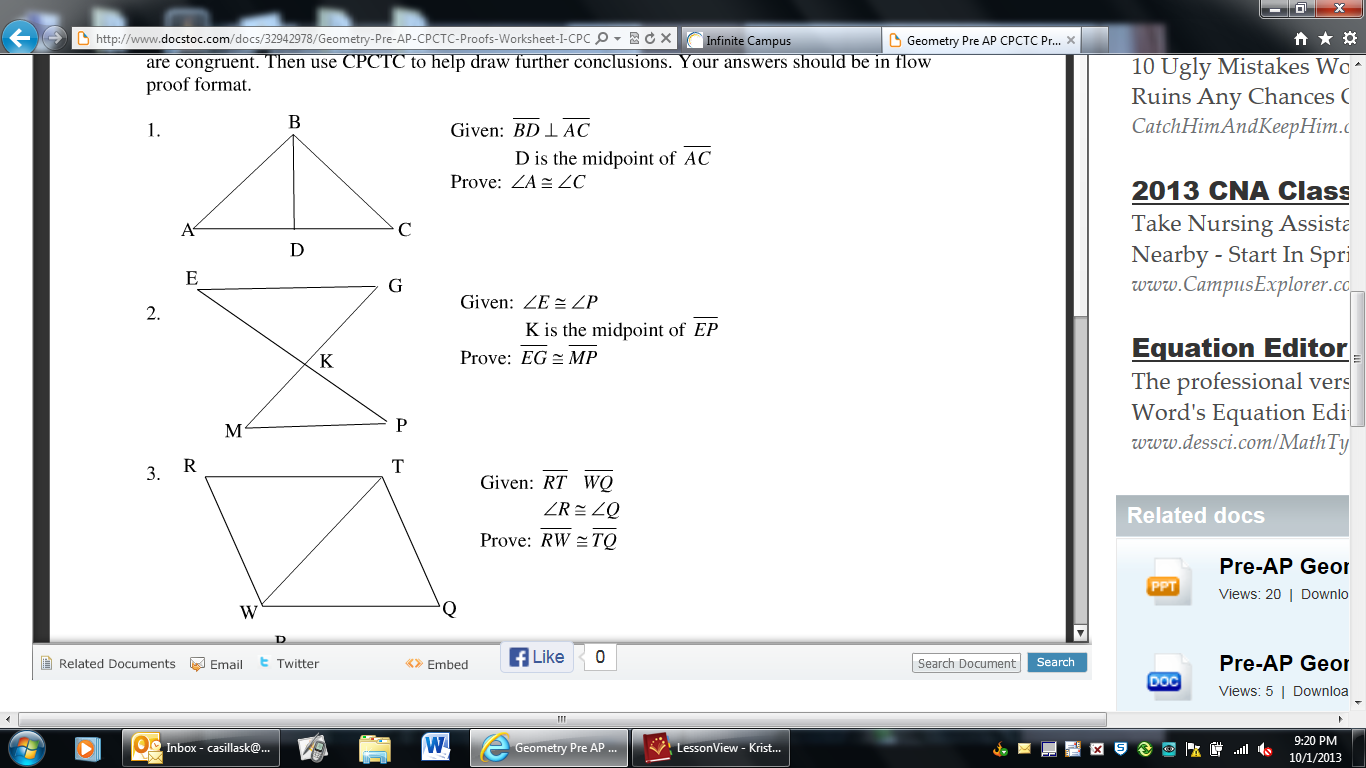 http://www.docstoc.com/docs/32942978/Geometry-Pre-AP-CPCTC-Proofs-Worksheet-I-CPC
Infinite Campus
Geometry Pre AP CPCTC Pr...
are congruent. Then use CPCTC to help draw further conclusions. Your answers should be in flow
proof format.
1.
B
A
D
C
Given: BD ⊥ AC
D is the midpoint of AC
Prove: ∠A ≅ ∠C
2.
E
G
K
M
P
Given: ∠E ≅ ∠P
K is the midpoint of EP
Prove: EG ≅ MP
3.
R
T
W
Q
Given: RT WQ
∠R ≅ ∠Q
Prove: RW ≅ TQ
10 Ugly Mistakes Wo
Ruins Any Chances
CatchHimAndKeepHim.c
2013 CNA Class
Take Nursing Assista
Nearby - Start In Spri
www.CampusExplorer.co
Equation Editor
The professional vers
Word's Equation Edi
www.dessci.com/MathTy
Related docs
PPT
Pre-AP Geor
Views: 20 | Downlo
DOC
Pre-AP Geor
Views: 5 | Downloa
Related Documents
Email
Twitter
Embed
Like
0
Search Document
Search
Inbox - casillask@...
Geometry Pre AP ...
LessonView - Krist...
9:20 PM
10/1/2013